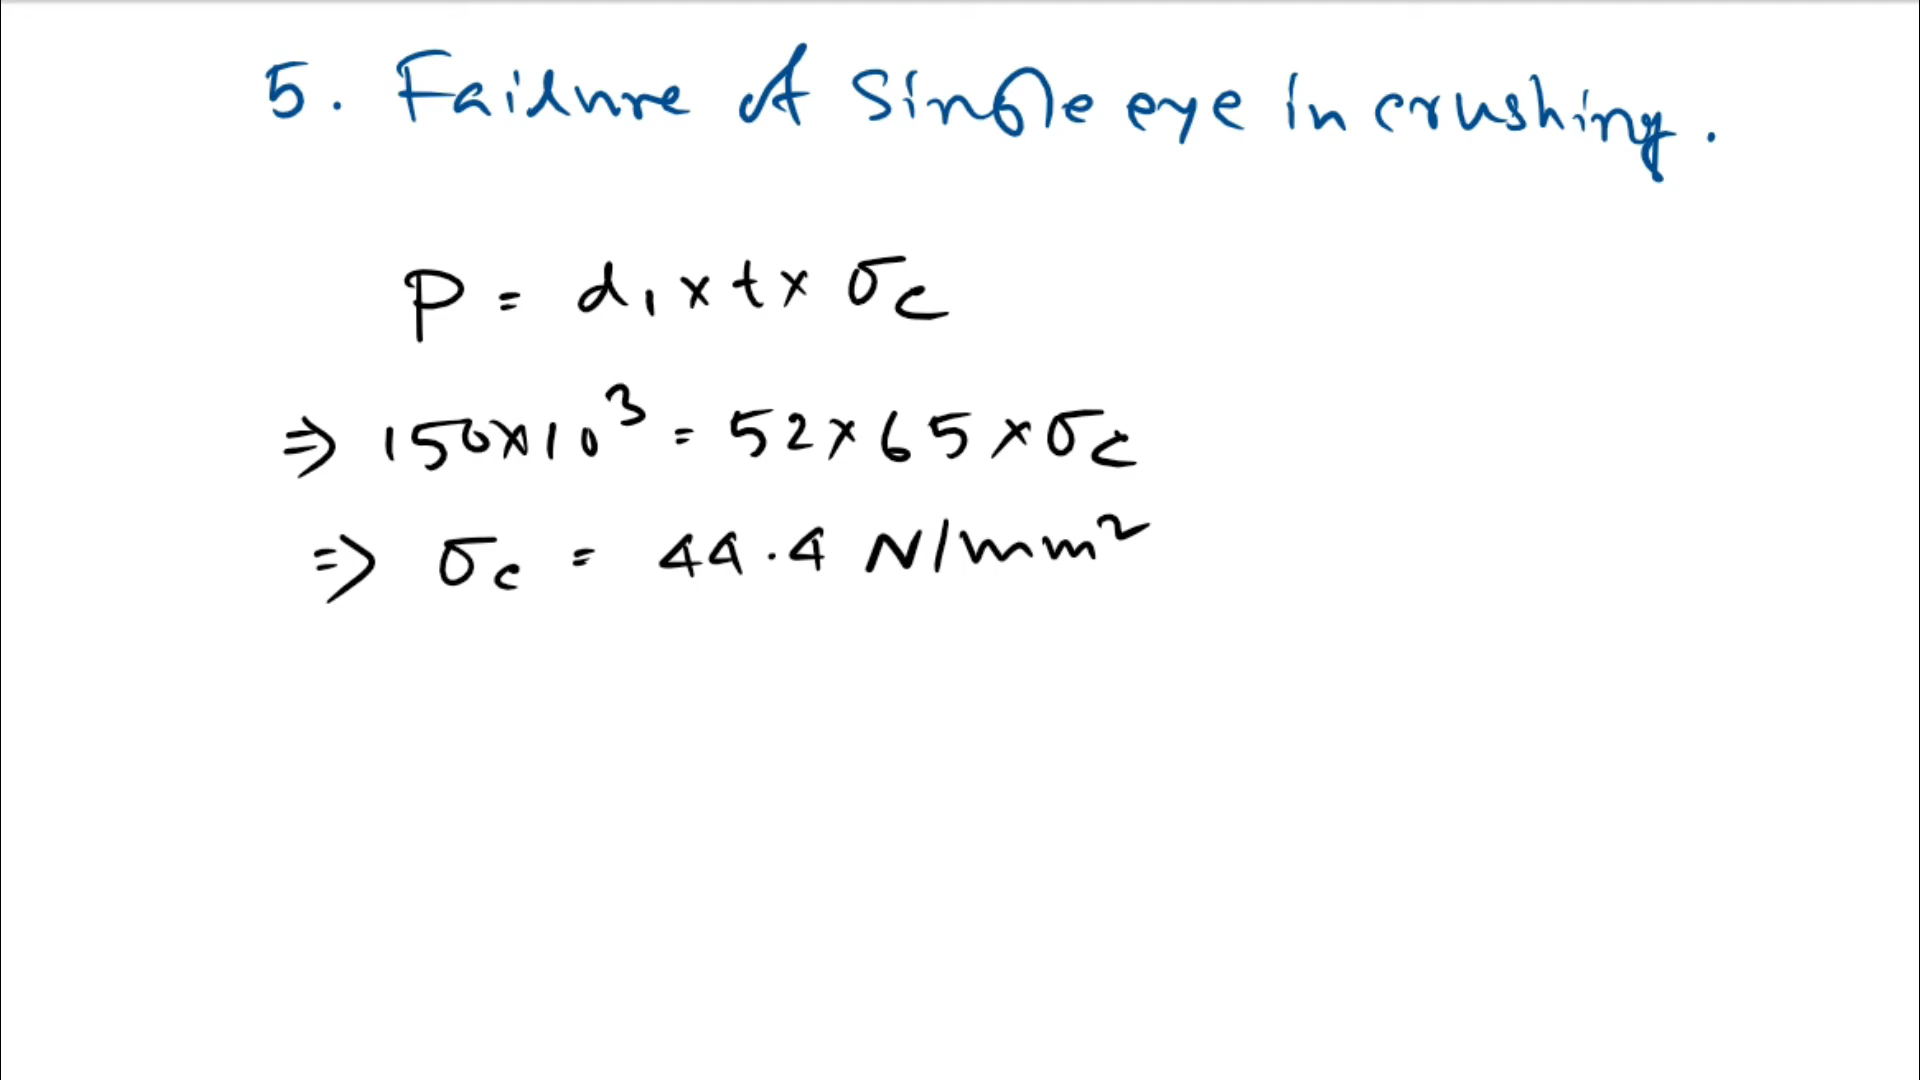 5. Failure of Single eye in crushing.
P = d₁ × t × σc
⇒ 150×10³ = 52 × 65 × σc
⇒ σc = 44.4 N/mm²